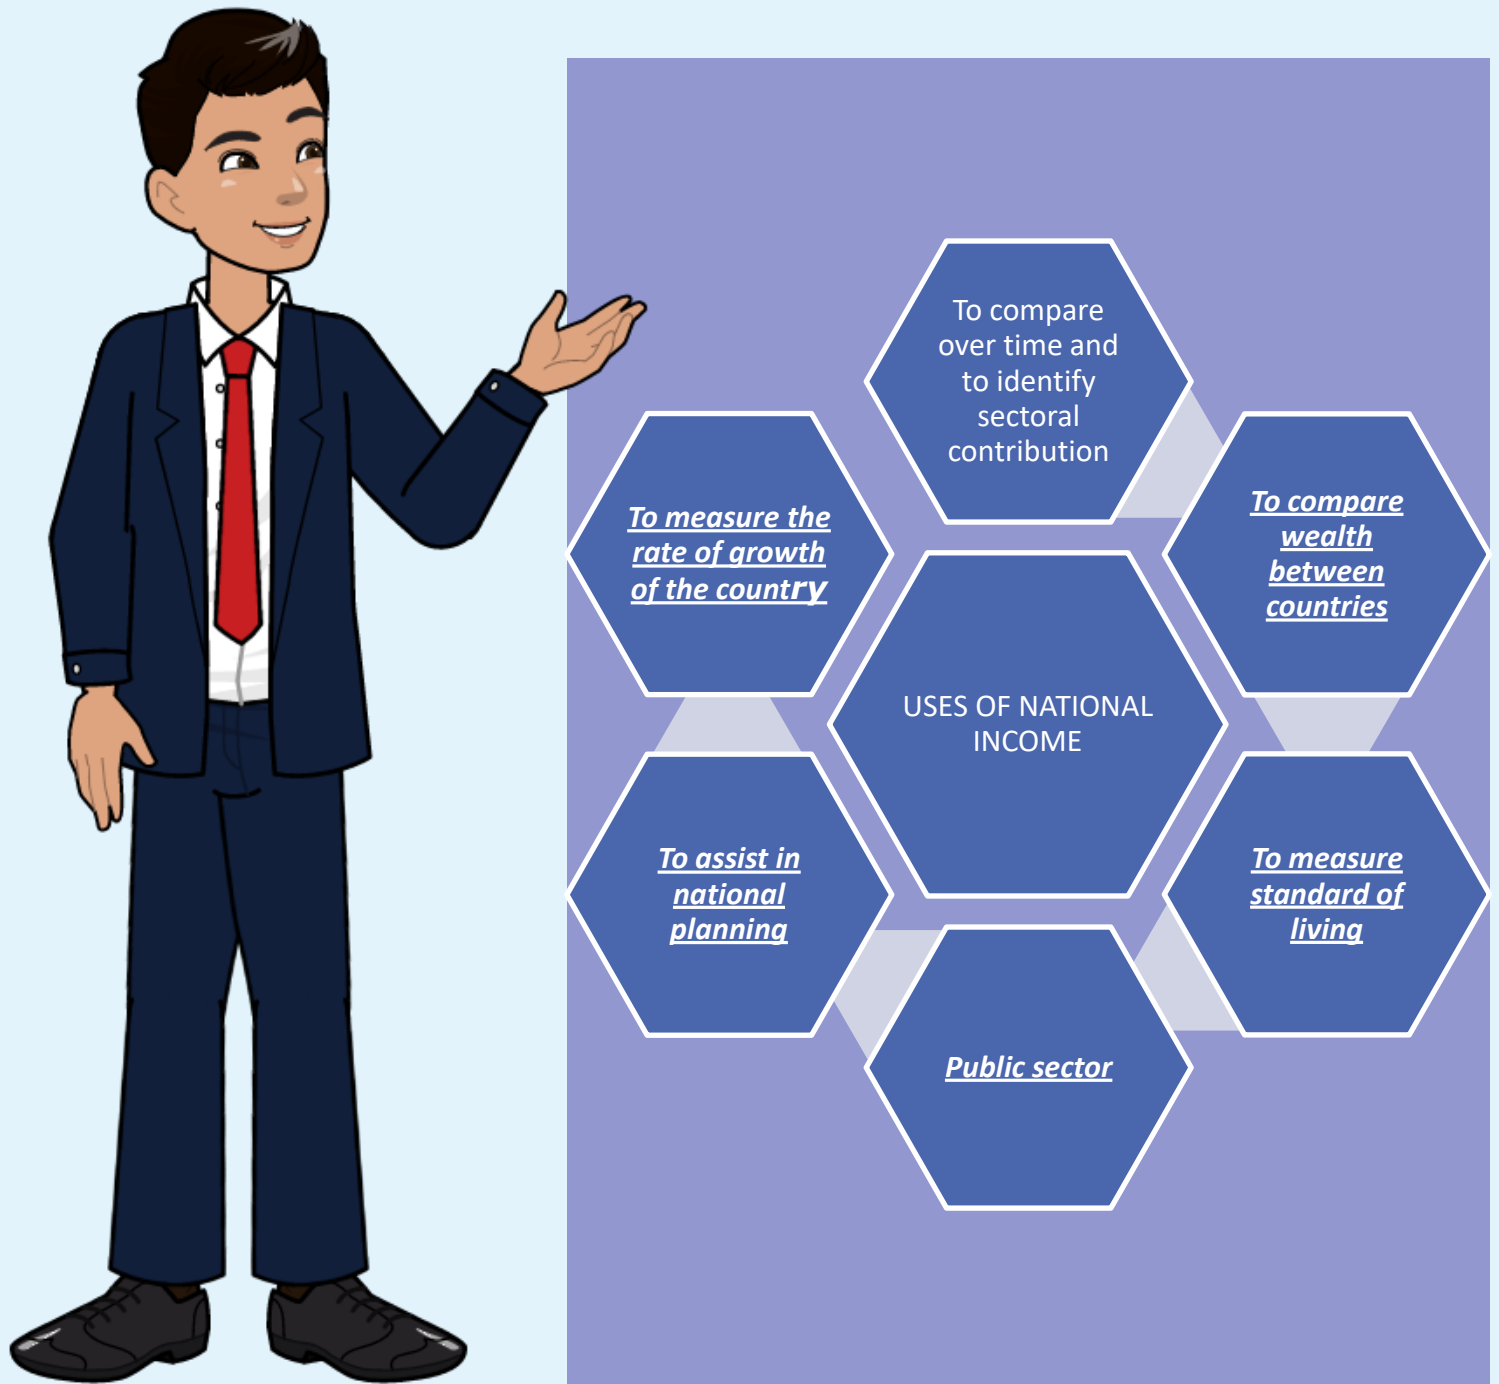 To compare
over time and
to identify
sectoral
contribution
To compare
wealth
between
countries
To measure
standard of
living
Public sector
To assist in
national
planning
To measure the
rate of growth
of the country
USES OF NATIONAL
INCOME